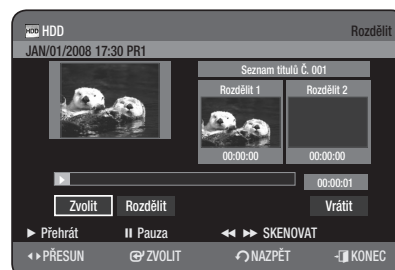 HDD HDD Rozdělit
JAN/01/2008 17:30 PR1
Seznam titulů Č. 001
Rozdělit 1 Rozdělit 2
00:00:00 00:00:00
00:00:01
Zvolit Rozdělit Vrátit
► Přehrát II Pauza ◄◄ ►► SKENOVAT
◄► PŘESUN ZVOLIT NAZPĚT KONEC